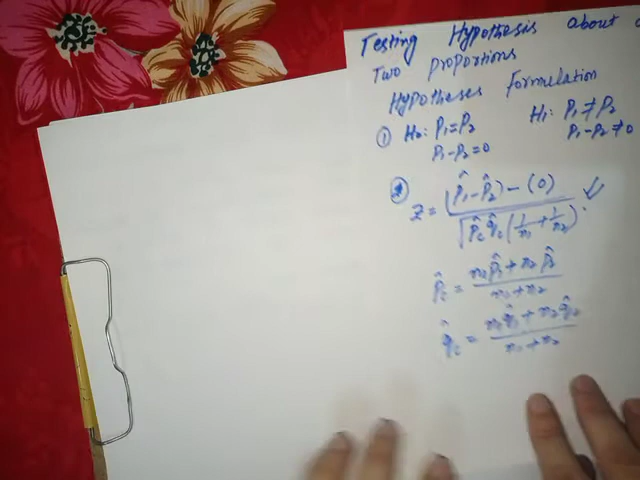 Testing Hypothesis about
Two proportions
Hypotheses Formulation
① H₀: P₁=P₂ H₁: P₁≠P₂
P₁-P₂=0 P₁-P₂≠0
Z = (p̂₁-p̂₂)-(0) / √p̂c q̂c (1/n₁ + 1/n₂)
p̂c = n₁p̂₁+n₂p̂₂ / n₁+n₂
q̂c = n₁q̂₁+n₂q̂₂ / n₁+n₂